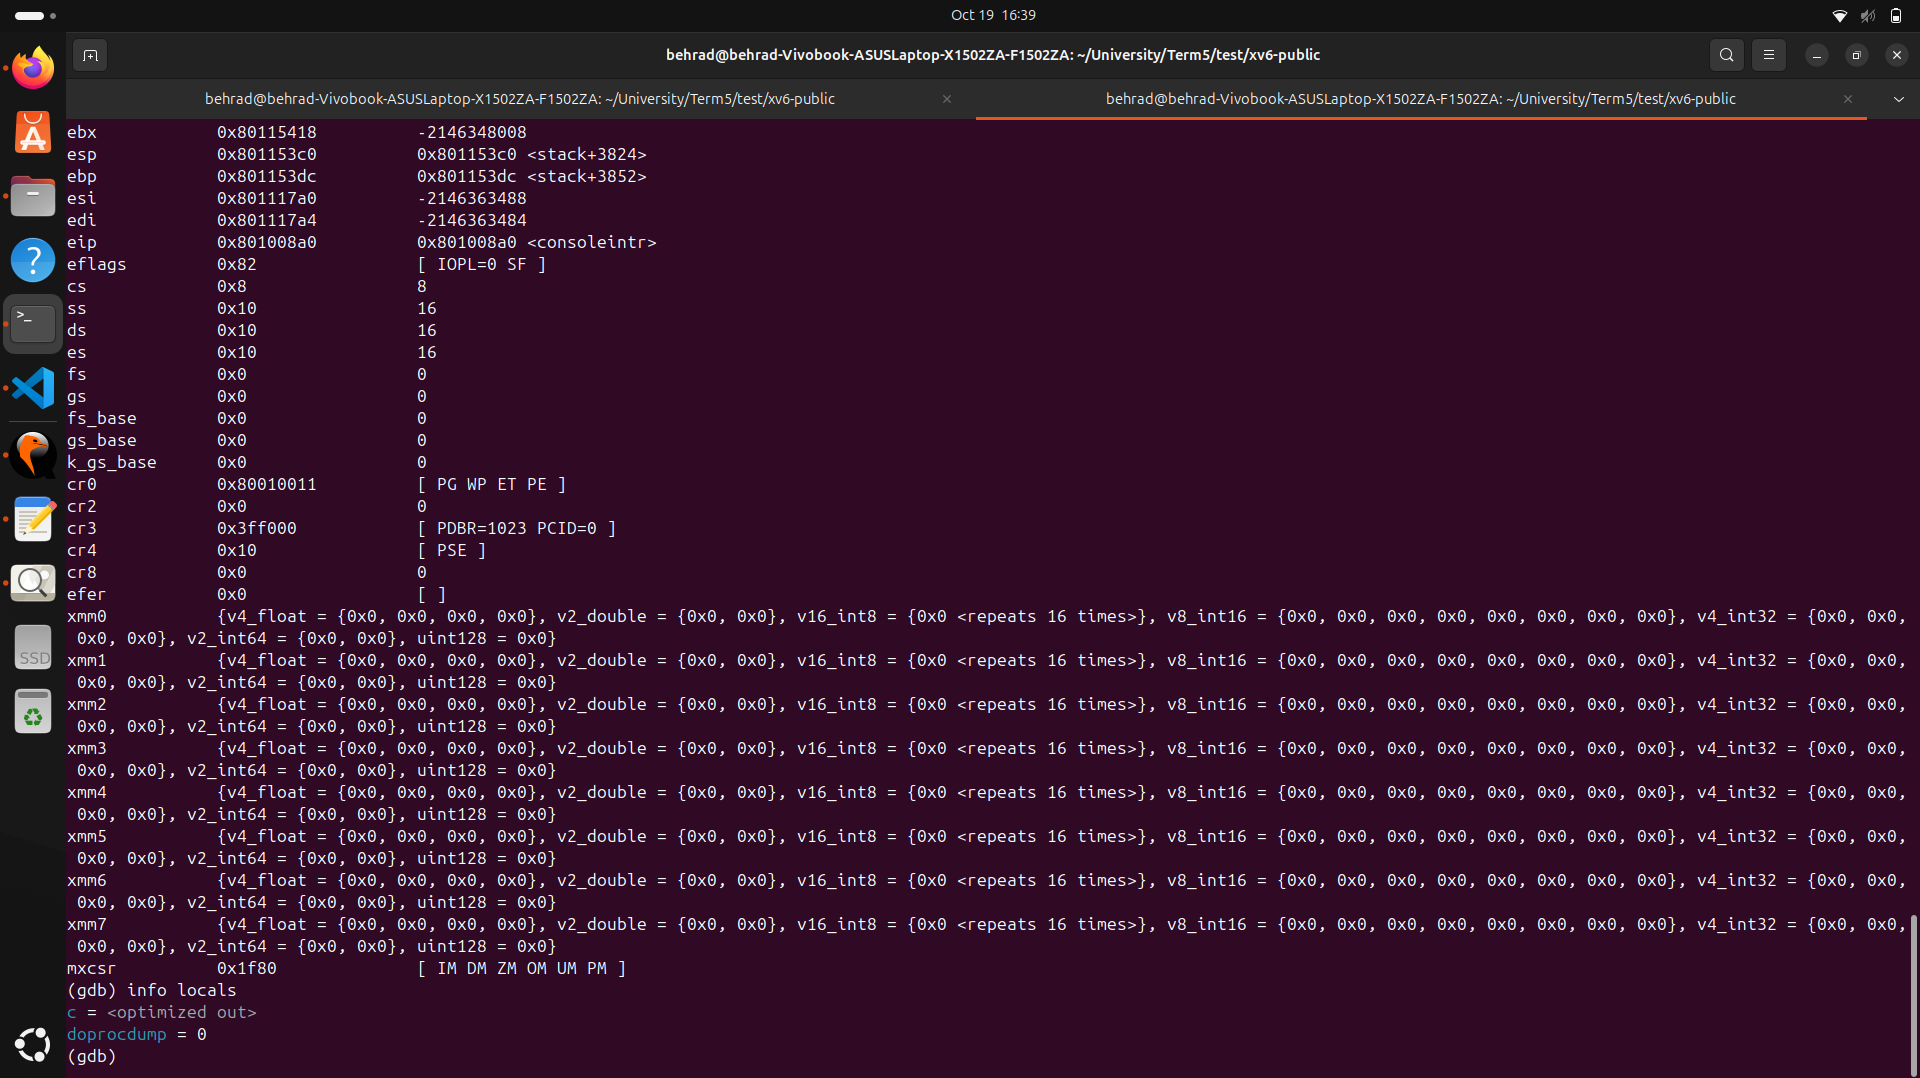 Oct 19 16:39
behrad@behrad-Vivobook-ASUSLaptop-X1502ZA-F1502ZA: ~/University/Term5/test/xv6-public
behrad@behrad-Vivobook-ASUSLaptop-X1502ZA-F1502ZA: ~/University/Term5/test/xv6-public
behrad@behrad-Vivobook-ASUSLaptop-X1502ZA-F1502ZA: ~/University/Term5/test/xv6-public
ebx 0x80115418 -2146348008
esp 0x801153c0 0x801153c0 <stack+3824>
ebp 0x801153dc 0x801153dc <stack+3852>
esi 0x801117a0 -2146363488
edi 0x801117a4 -2146363484
eip 0x801008a0 0x801008a0 <consoleintr>
eflags 0x82 [ IOPL=0 SF ]
cs 0x8 8
ss 0x10 16
ds 0x10 16
es 0x10 16
fs 0x0 0
gs 0x0 0
fs_base 0x0 0
gs_base 0x0 0
k_gs_base 0x0 0
cr0 0x80010011 [ PG WP ET PE ]
cr2 0x0 0
cr3 0x3ff000 [ PDBR=1023 PCID=0 ]
cr4 0x10 [ PSE ]
cr8 0x0 0
efer 0x0 [ ]
xmm0 {v4_float = {0x0, 0x0, 0x0, 0x0}, v2_double = {0x0, 0x0}, v16_int8 = {0x0 <repeats 16 times>}, v8_int16 = {0x0, 0x0, 0x0, 0x0, 0x0, 0x0, 0x0, 0x0}, v4_int32 = {0x0, 0x0,
0x0, 0x0}, v2_int64 = {0x0, 0x0}, uint128 = 0x0}
xmm1 {v4_float = {0x0, 0x0, 0x0, 0x0}, v2_double = {0x0, 0x0}, v16_int8 = {0x0 <repeats 16 times>}, v8_int16 = {0x0, 0x0, 0x0, 0x0, 0x0, 0x0, 0x0, 0x0}, v4_int32 = {0x0, 0x0,
0x0, 0x0}, v2_int64 = {0x0, 0x0}, uint128 = 0x0}
xmm2 {v4_float = {0x0, 0x0, 0x0, 0x0}, v2_double = {0x0, 0x0}, v16_int8 = {0x0 <repeats 16 times>}, v8_int16 = {0x0, 0x0, 0x0, 0x0, 0x0, 0x0, 0x0, 0x0}, v4_int32 = {0x0, 0x0,
0x0, 0x0}, v2_int64 = {0x0, 0x0}, uint128 = 0x0}
xmm3 {v4_float = {0x0, 0x0, 0x0, 0x0}, v2_double = {0x0, 0x0}, v16_int8 = {0x0 <repeats 16 times>}, v8_int16 = {0x0, 0x0, 0x0, 0x0, 0x0, 0x0, 0x0, 0x0}, v4_int32 = {0x0, 0x0,
0x0, 0x0}, v2_int64 = {0x0, 0x0}, uint128 = 0x0}
xmm4 {v4_float = {0x0, 0x0, 0x0, 0x0}, v2_double = {0x0, 0x0}, v16_int8 = {0x0 <repeats 16 times>}, v8_int16 = {0x0, 0x0, 0x0, 0x0, 0x0, 0x0, 0x0, 0x0}, v4_int32 = {0x0, 0x0,
0x0, 0x0}, v2_int64 = {0x0, 0x0}, uint128 = 0x0}
xmm5 {v4_float = {0x0, 0x0, 0x0, 0x0}, v2_double = {0x0, 0x0}, v16_int8 = {0x0 <repeats 16 times>}, v8_int16 = {0x0, 0x0, 0x0, 0x0, 0x0, 0x0, 0x0, 0x0}, v4_int32 = {0x0, 0x0,
0x0, 0x0}, v2_int64 = {0x0, 0x0}, uint128 = 0x0}
xmm6 {v4_float = {0x0, 0x0, 0x0, 0x0}, v2_double = {0x0, 0x0}, v16_int8 = {0x0 <repeats 16 times>}, v8_int16 = {0x0, 0x0, 0x0, 0x0, 0x0, 0x0, 0x0, 0x0}, v4_int32 = {0x0, 0x0,
0x0, 0x0}, v2_int64 = {0x0, 0x0}, uint128 = 0x0}
xmm7 {v4_float = {0x0, 0x0, 0x0, 0x0}, v2_double = {0x0, 0x0}, v16_int8 = {0x0 <repeats 16 times>}, v8_int16 = {0x0, 0x0, 0x0, 0x0, 0x0, 0x0, 0x0, 0x0}, v4_int32 = {0x0, 0x0,
0x0, 0x0}, v2_int64 = {0x0, 0x0}, uint128 = 0x0}
mxcsr 0x1f80 [ IM DM ZM OM UM PM ]
(gdb) info locals
c = <optimized out>
doprocdump = 0
(gdb)
SSD